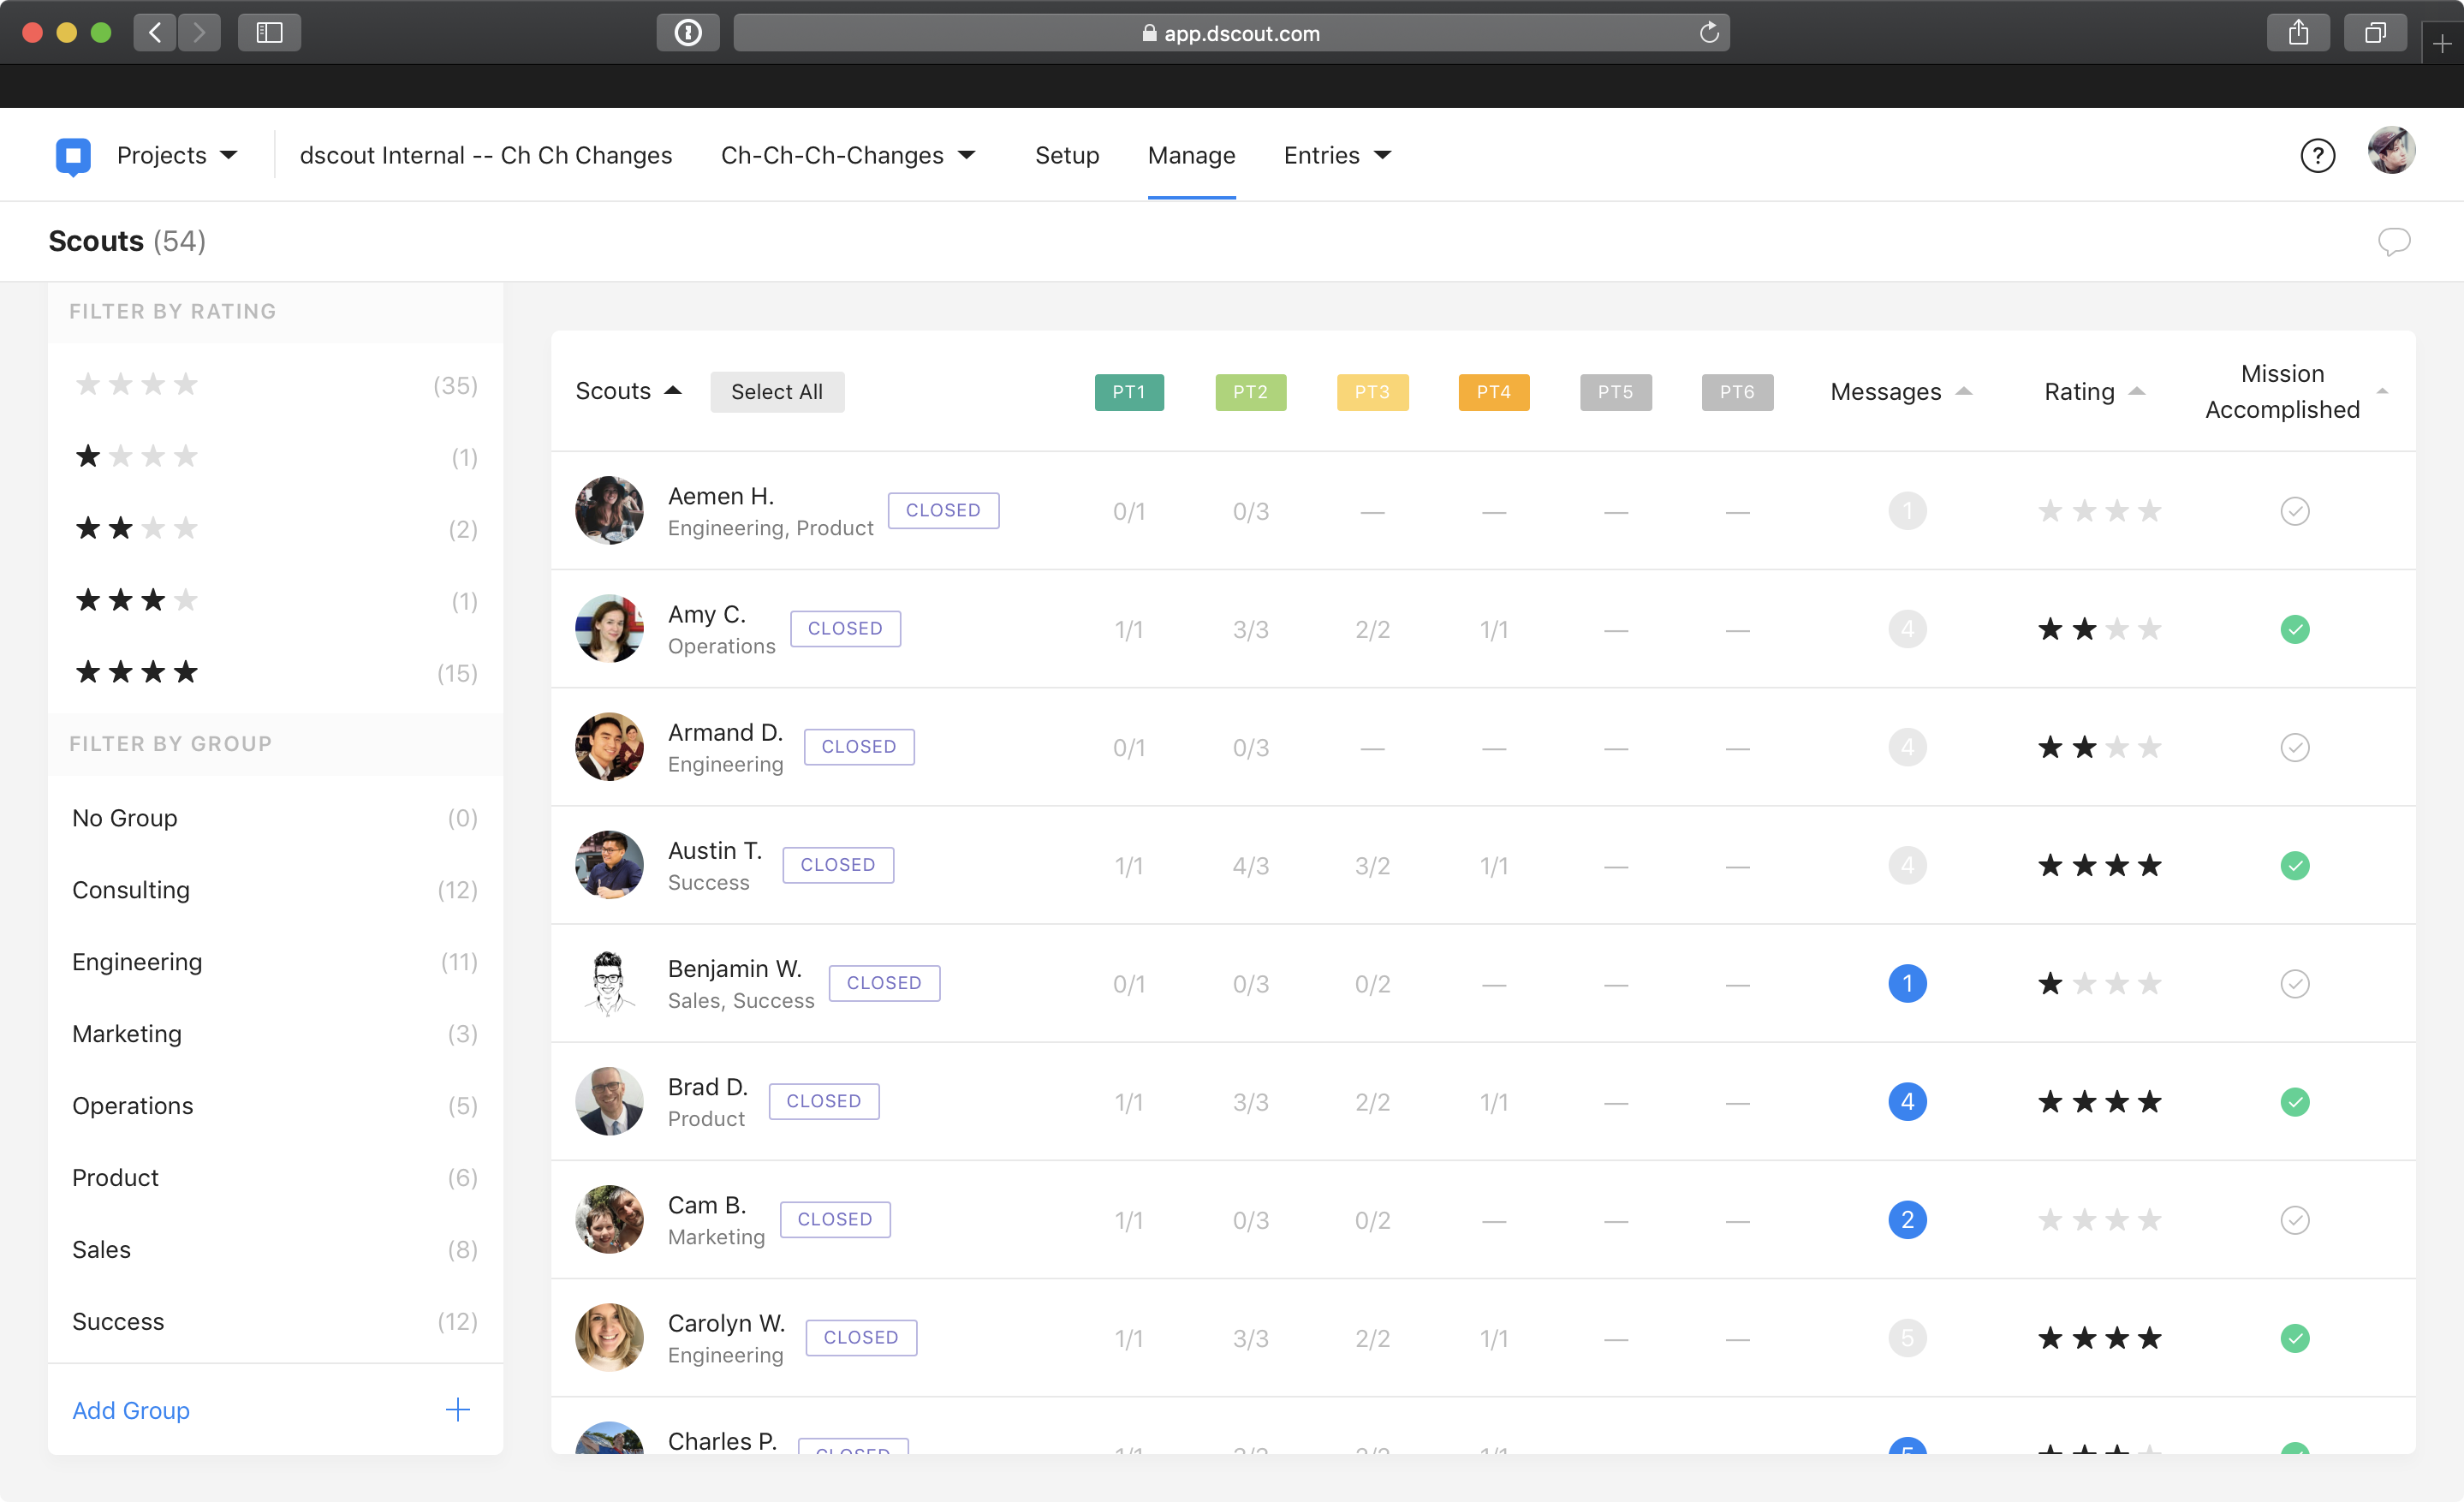 app.dscout.com
Projects
dscout Internal -- Ch Ch Changes
Ch-Ch-Ch-Changes
Setup
Manage
Entries
?
Scouts (54)
FILTER BY RATING
(35)
(1)
(2)
(1)
(15)
FILTER BY GROUP
No Group (0)
Consulting (12)
Engineering (11)
Marketing (3)
Operations (5)
Product (6)
Sales (8)
Success (12)
Add Group
Scouts Select All PT1 PT2 PT3 PT4 PT5 PT6 Messages Rating Mission
Accomplished
Aemen H. CLOSED 0/1 0/3 — — — — 1
Engineering, Product
Amy C. CLOSED 1/1 3/3 2/2 1/1 — — 4
Operations
Armand D. CLOSED 0/1 0/3 — — — — 4
Engineering
Austin T. CLOSED 1/1 4/3 3/2 1/1 — — 4
Success
Benjamin W. CLOSED 0/1 0/3 0/2 — — — 1
Sales, Success
Brad D. CLOSED 1/1 3/3 2/2 1/1 — — 4
Product
Cam B. CLOSED 1/1 0/3 0/2 — — — 2
Marketing
Carolyn W. CLOSED 1/1 3/3 2/2 1/1 — — 5
Engineering
Charles P. CLOSED